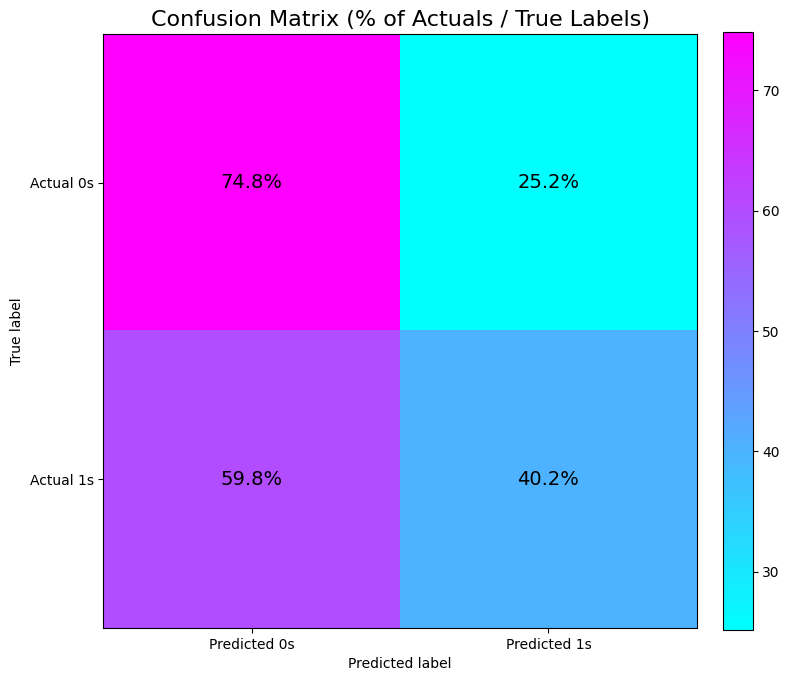 Confusion Matrix (% of Actuals / True Labels)
Actual 0s
74.8%
25.2%
Actual 1s
59.8%
40.2%
True label
Predicted 0s
Predicted 1s
Predicted label
70
60
50
40
30